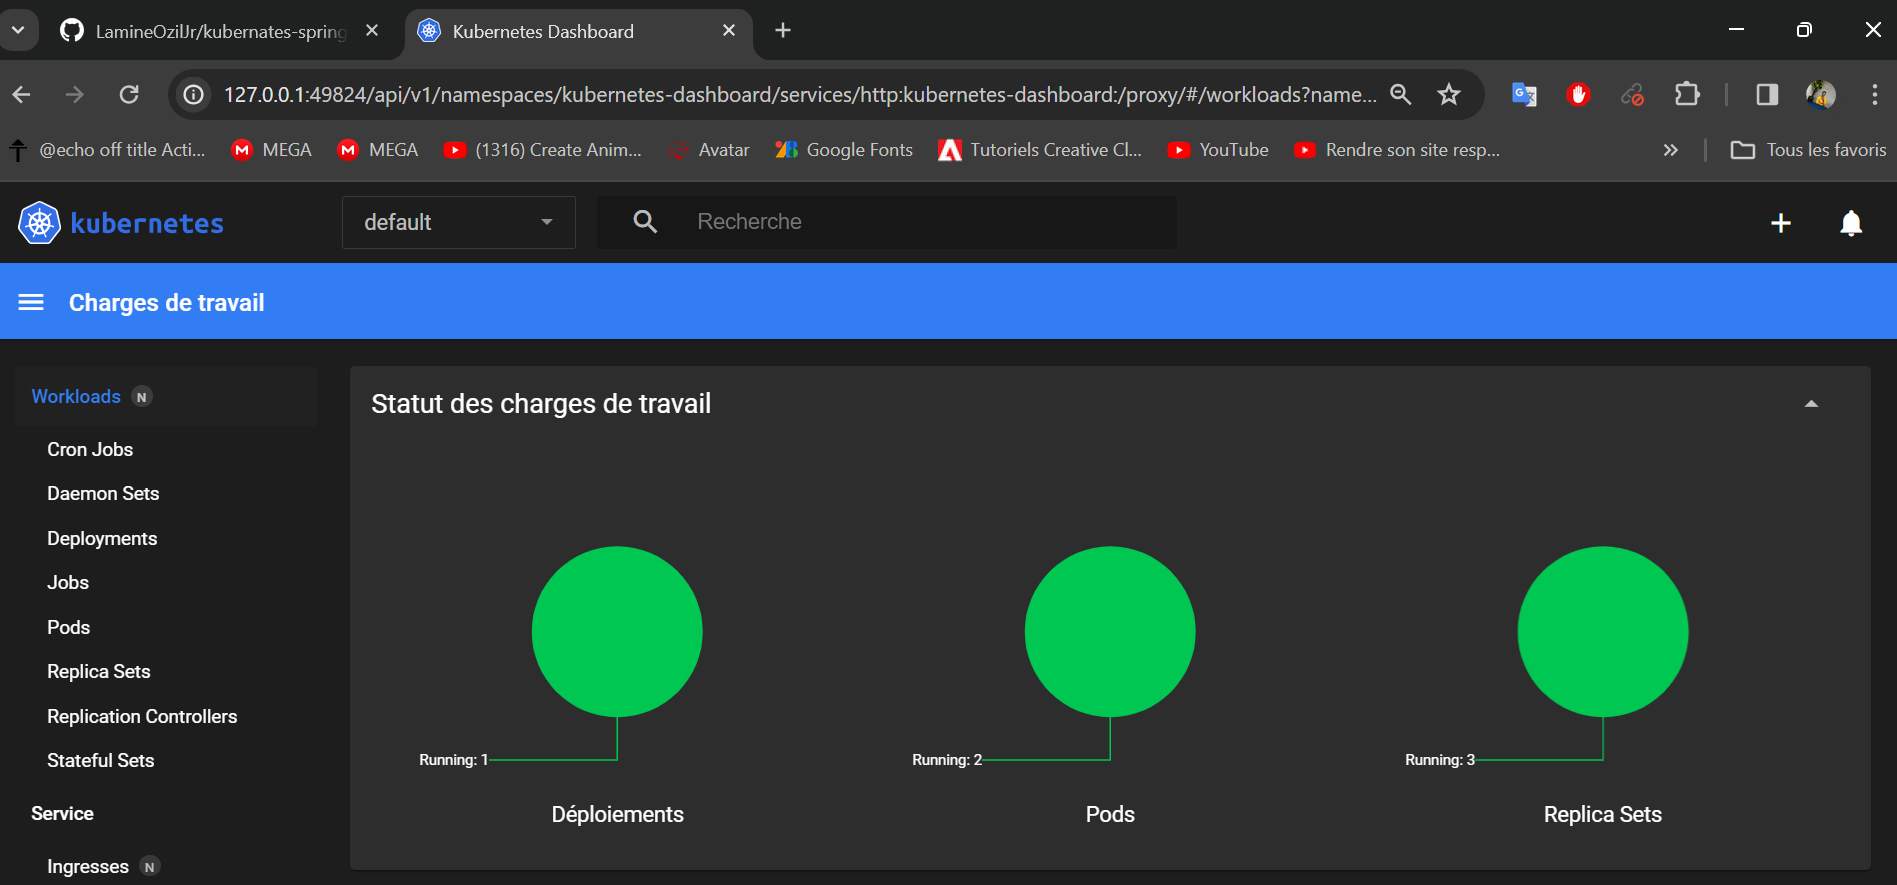 LamineOzilJr/kubernates-spring
Kubernetes Dashboard
127.0.0.1:49824/api/v1/namespaces/kubernetes-dashboard/services/http:kubernetes-dashboard:/proxy/#/workloads?name...
@echo off title Acti... MEGA MEGA (1316) Create Anim... Avatar Google Fonts Tutoriels Creative Cl... YouTube Rendre son site resp... » Tous les favoris
kubernetes default Recherche
Charges de travail
Workloads N
Cron Jobs
Daemon Sets
Deployments
Jobs
Pods
Replica Sets
Replication Controllers
Stateful Sets
Service
Ingresses N
Statut des charges de travail
Running: 1
Déploiements
Running: 2
Pods
Running: 3
Replica Sets